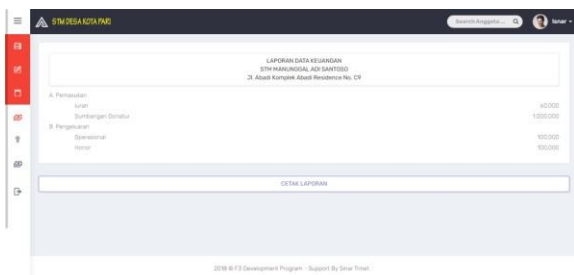 STM DESA KOTA PARI
Search Anggota ...
Isnar
LAPORAN DATA KEUANGAN
STM MANUNGGAL ADI SANTOSO
Jl. Abadi Komplek Abadi Residence No. C9
A. Pemasukan
Iuran 60.000
Sumbangan Donatur 1.000.000
B. Pengeluaran
Operasional 100.000
Honor 100.000
CETAK LAPORAN
2018 © F3 Development Program - Support By Sinar Timet